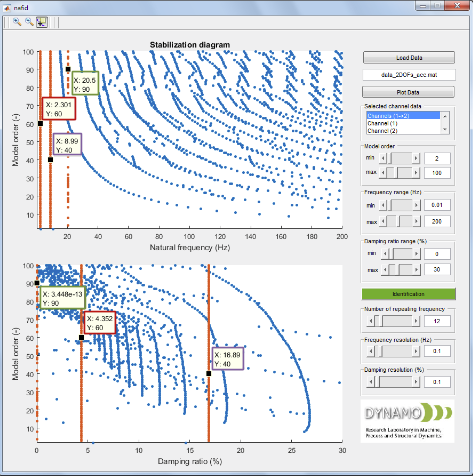 nafid
Stabilization diagram
Model order (-)
100
90
80
70
60
50
40
30
20
10
X: 20.5
Y: 90
X: 2.301
Y: 60
X: 8.99
Y: 40
20 40 60 80 100 120 140 160 180 200
Natural frequency (Hz)
Model order (-)
100
90
80
70
60
50
40
30
20
10
X: 3.448e-13
Y: 90
X: 4.352
Y: 60
X: 16.89
Y: 40
0 5 10 15 20 25 30
Damping ratio (%)
Load Data
data_2DOFs_acc.mat
Plot Data
Selected channel data
Channels (1->2)
Channel (1)
Channel (2)
Model order
min 2
max 100
Frequency range (Hz)
min 0.01
max 200
Damping ratio range (%)
min 0
max 30
Identification
Number of repeating frequency
12
Frequency resolution (Hz)
0.1
Damping resolution (%)
0.1
DYNAMO
Research Laboratory in Machine,
Process and Structural Dynamics